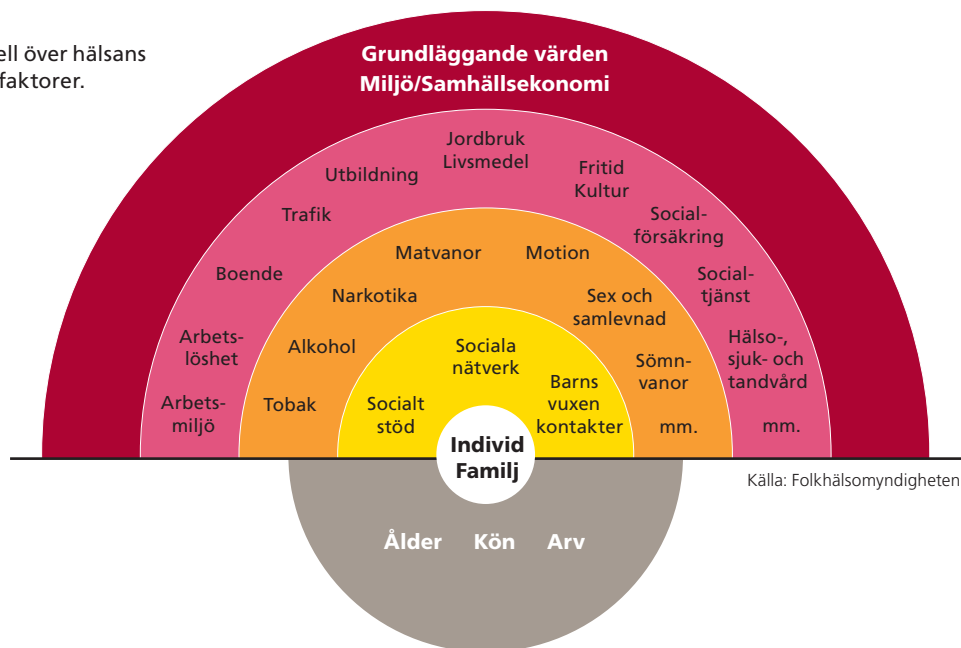 ell över hälsans
faktorer.
Grundläggande värden
Miljö/Samhällsekonomi
Jordbruk
Livsmedel
Utbildning
Fritid
Kultur
Trafik
Social-
försäkring
Boende
Social-
tjänst
Arbets-
löshet
Hälso-,
sjuk- och
tandvård
Arbets-
miljö
mm.
Matvanor
Motion
Narkotika
Sex och
samlevnad
Alkohol
Sömn-
vanor
Tobak
mm.
Sociala
nätverk
Socialt
stöd
Barns
vuxen
kontakter
Individ
Familj
Källa: Folkhälsomyndigheten
Ålder Kön Arv